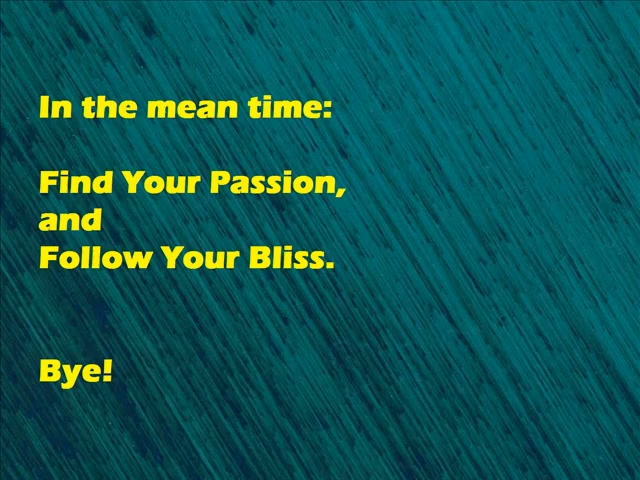 In the mean time:
Find Your Passion,
and
Follow Your Bliss.
Bye!